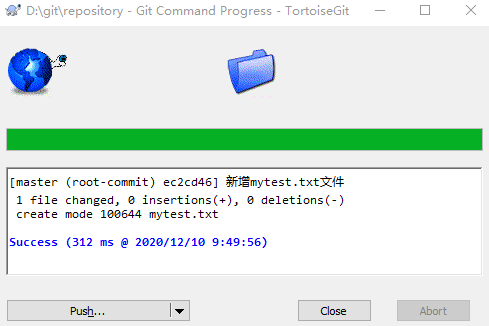 D:\git\repository - Git Command Progress - TortoiseGit
[master (root-commit) ec2cd46] 新增mytest.txt文件
1 file changed, 0 insertions(+), 0 deletions(-)
create mode 100644 mytest.txt
Success (312 ms @ 2020/12/10 9:49:56)
Push... Close Abort